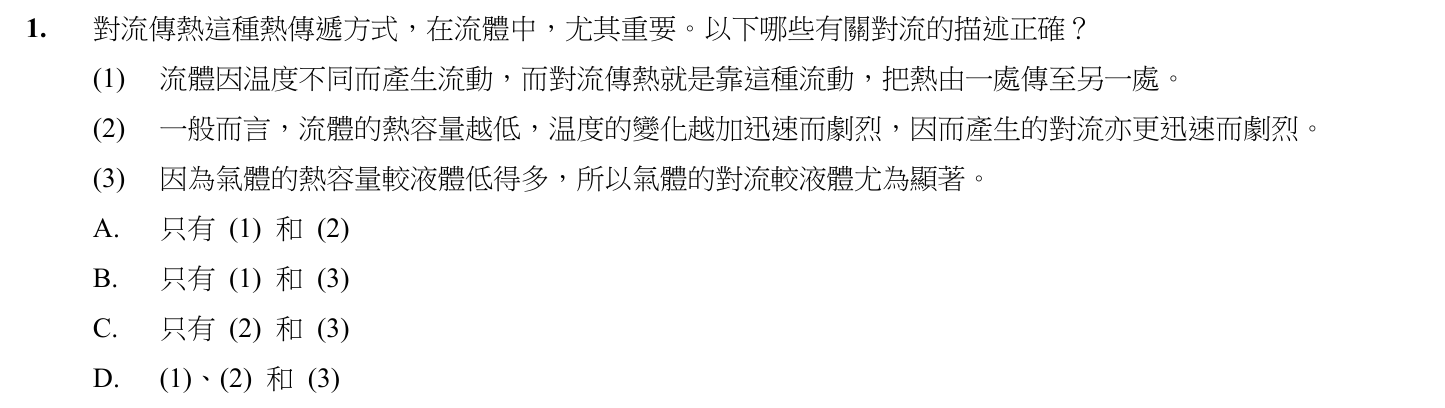 1. 對流傳熱這種熱傳遞方式，在流體中，尤其重要。以下哪些有關對流的描述正確？
(1) 流體因温度不同而產生流動，而對流傳熱就是靠這種流動，把熱由一處傳至另一處。
(2) 一般而言，流體的熱容量越低，温度的變化越加迅速而劇烈，因而產生的對流亦更迅速而劇烈。
(3) 因為氣體的熱容量較液體低得多，所以氣體的對流較液體尤為顯著。
A. 只有 (1) 和 (2)
B. 只有 (1) 和 (3)
C. 只有 (2) 和 (3)
D. (1)、(2) 和 (3)